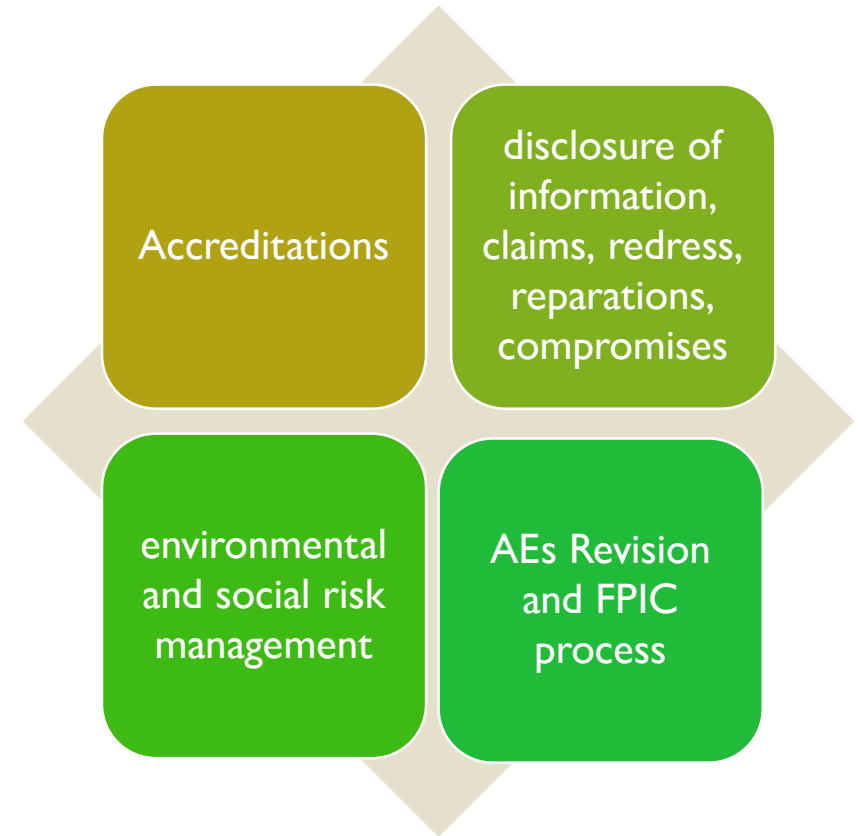 Accreditations
disclosure of
information,
claims, redress,
reparations,
compromises
environmental
and social risk
management
AEs Revision
and FPIC
process